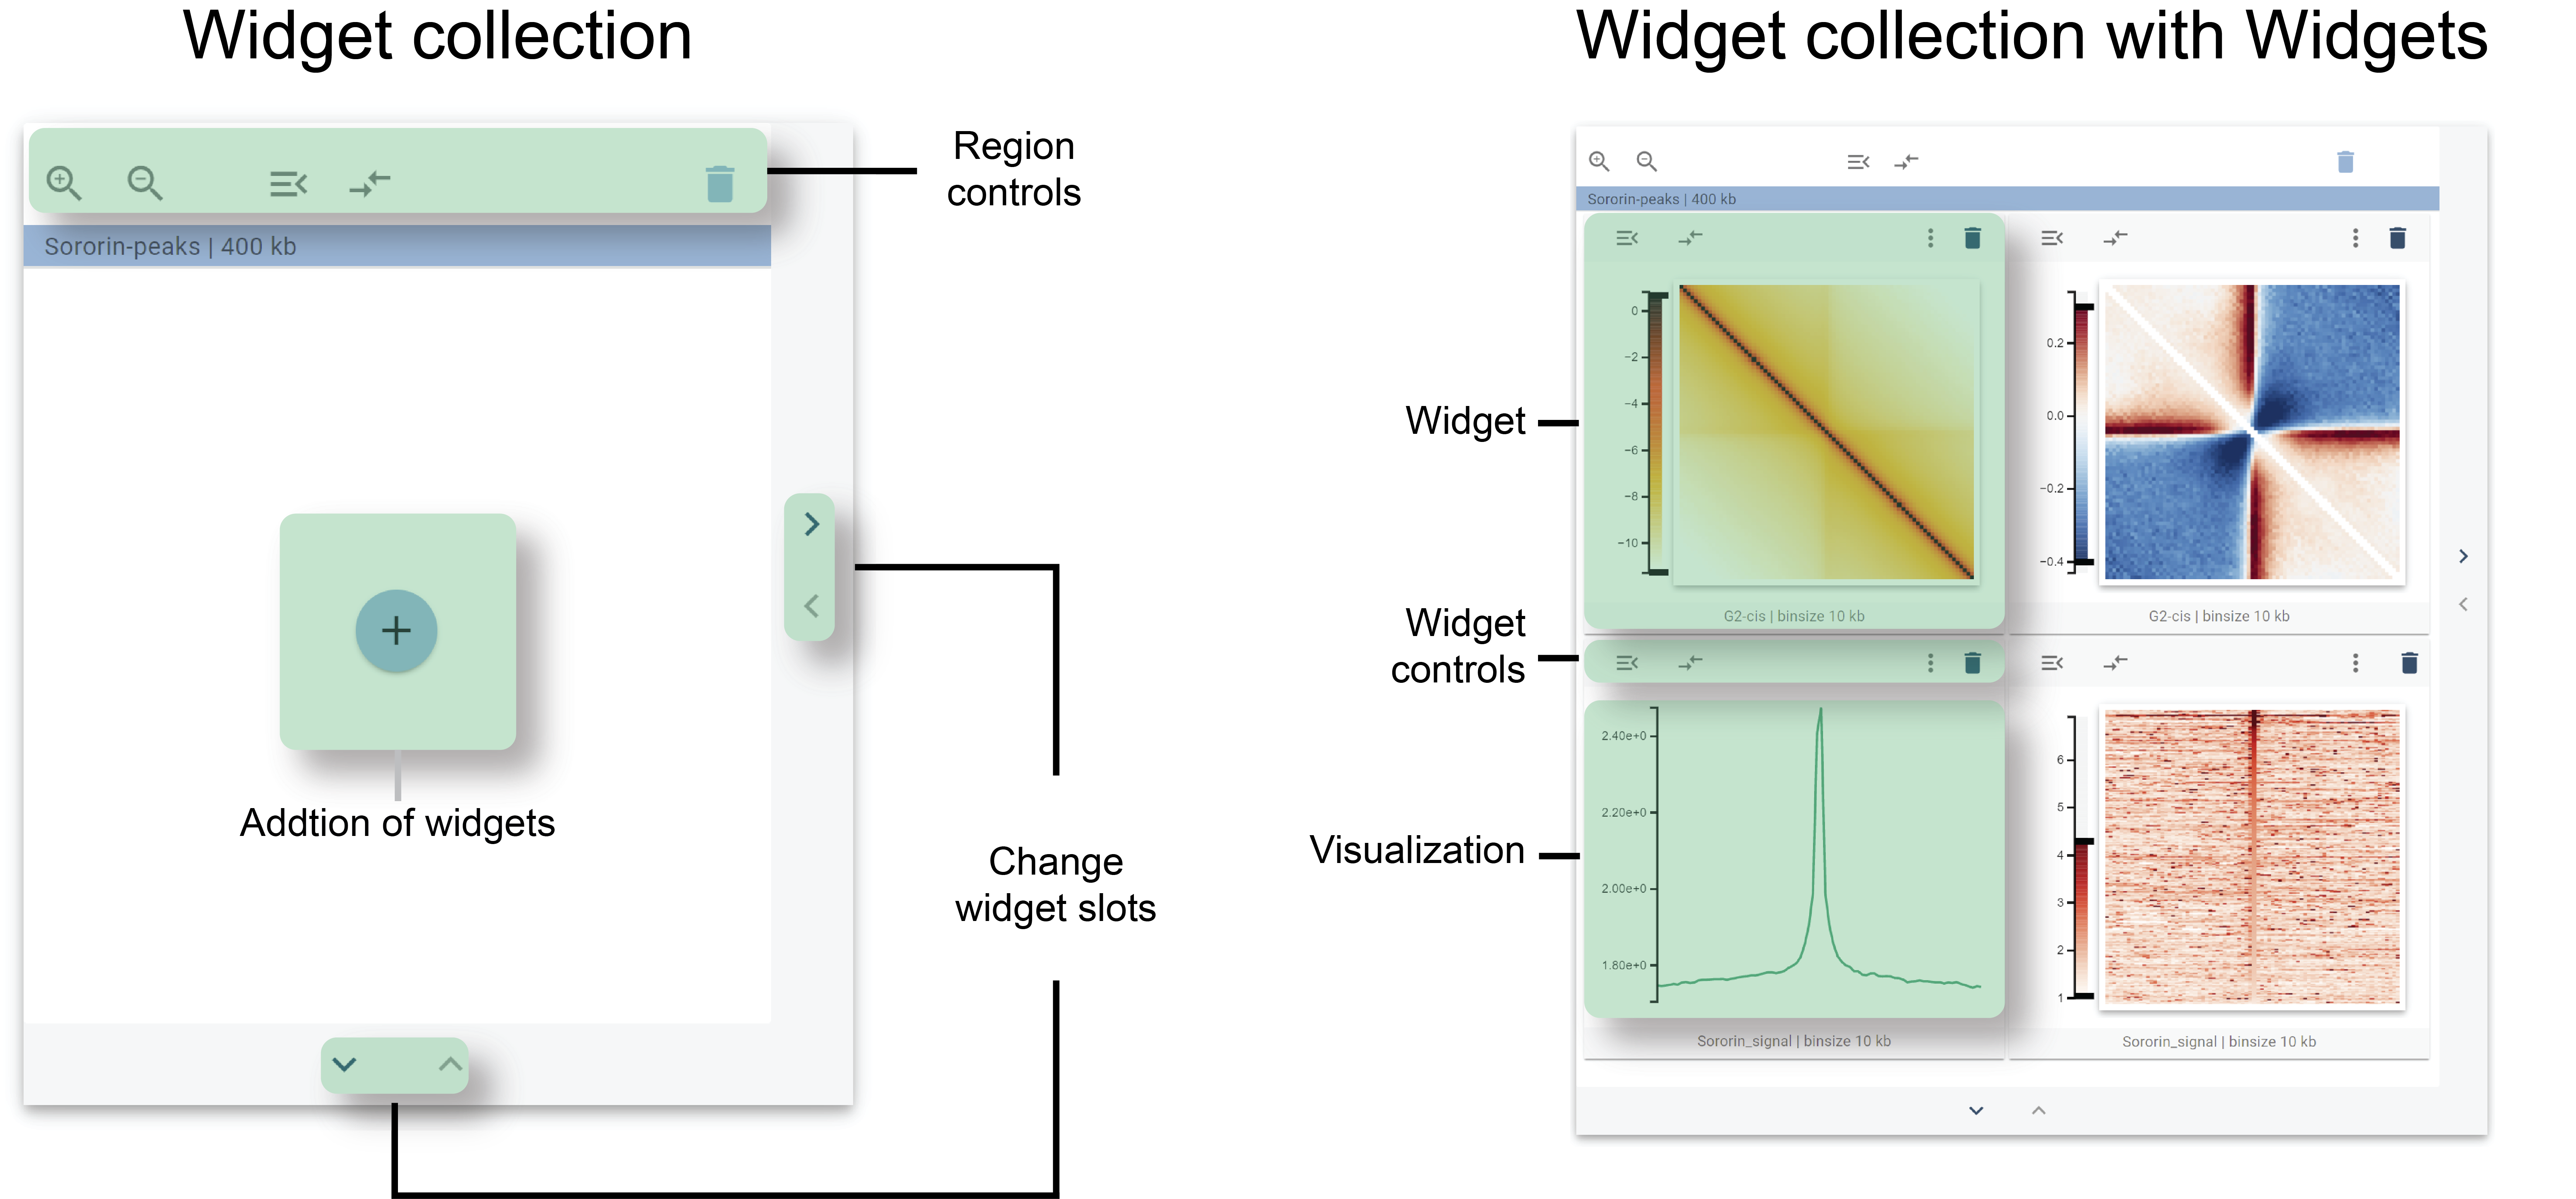 Widget collection
Region
controls
Sororin-peaks | 400 kb
Addtion of widgets
Change
widget slots
Widget collection with Widgets
Sororin-peaks | 400 kb
Widget
0
−2
−4
−6
−8
−10
G2-cis | binsize 10 kb
0.2
0.0
−0.2
−0.4
G2-cis | binsize 10 kb
Widget
controls
Visualization
2.40e+0
2.20e+0
2.00e+0
1.80e+0
Sororin_signal | binsize 10 kb
6
5
4
3
2
1
Sororin_signal | binsize 10 kb